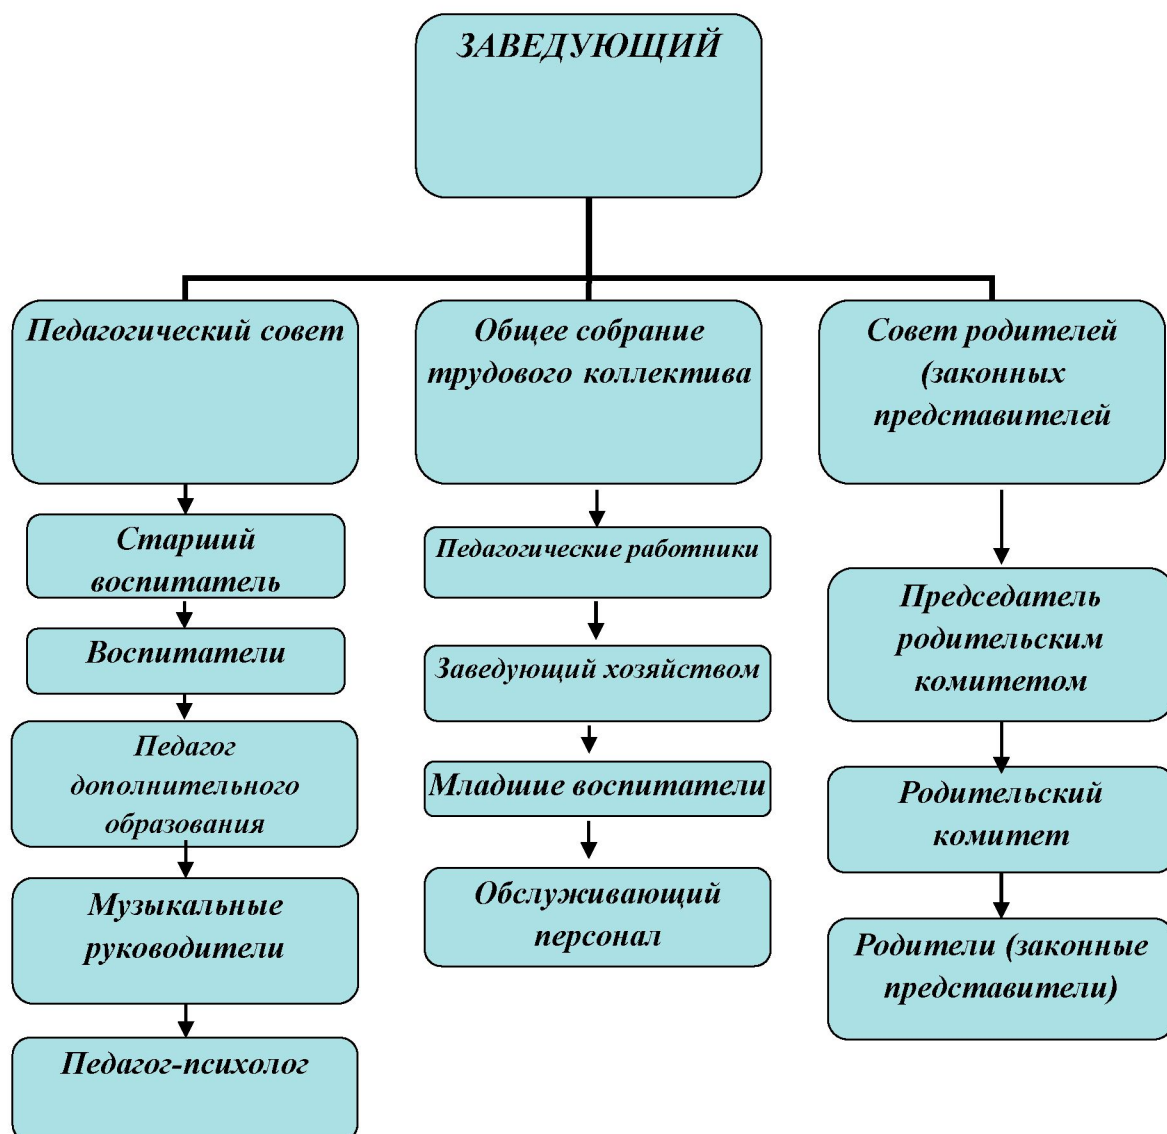 ЗАВЕДУЮЩИЙ
Педагогический совет
Старший
воспитатель
Воспитатели
Педагог
дополнительного
образования
Музыкальные
руководители
Педагог-психолог
Общее собрание
трудового коллектива
Педагогические работники
Заведующий хозяйством
Младшие воспитатели
Обслуживающий
персонал
Совет родителей
(законных
представителей
Председатель
родительским
комитетом
Родительский
комитет
Родители (законные
представители)